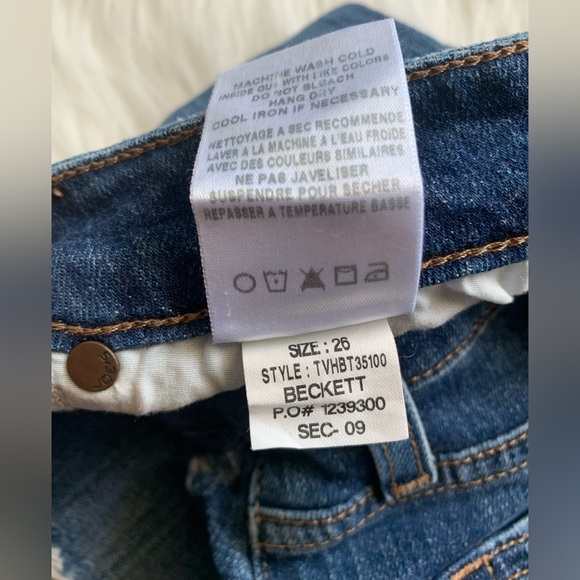 MACHINE WASH COLD
INSIDE OUT WITH LIKE COLORS
DO NOT BLEACH
HANG DRY
COOL IRON IF NECESSARY
NETTOYAGE A SEC RECOMMENDE
LAVER A LA MACHINE A L'EAU FROIDE
AVEC DES COULEURS SIMILAIRES
NE PAS JAVELISER
SUSPENDRE POUR SECHER
REPASSER A TEMPERATURE BASSE
SIZE : 26
STYLE : TVHBT35100
BECKETT
P.O# 1239300
SEC- 09